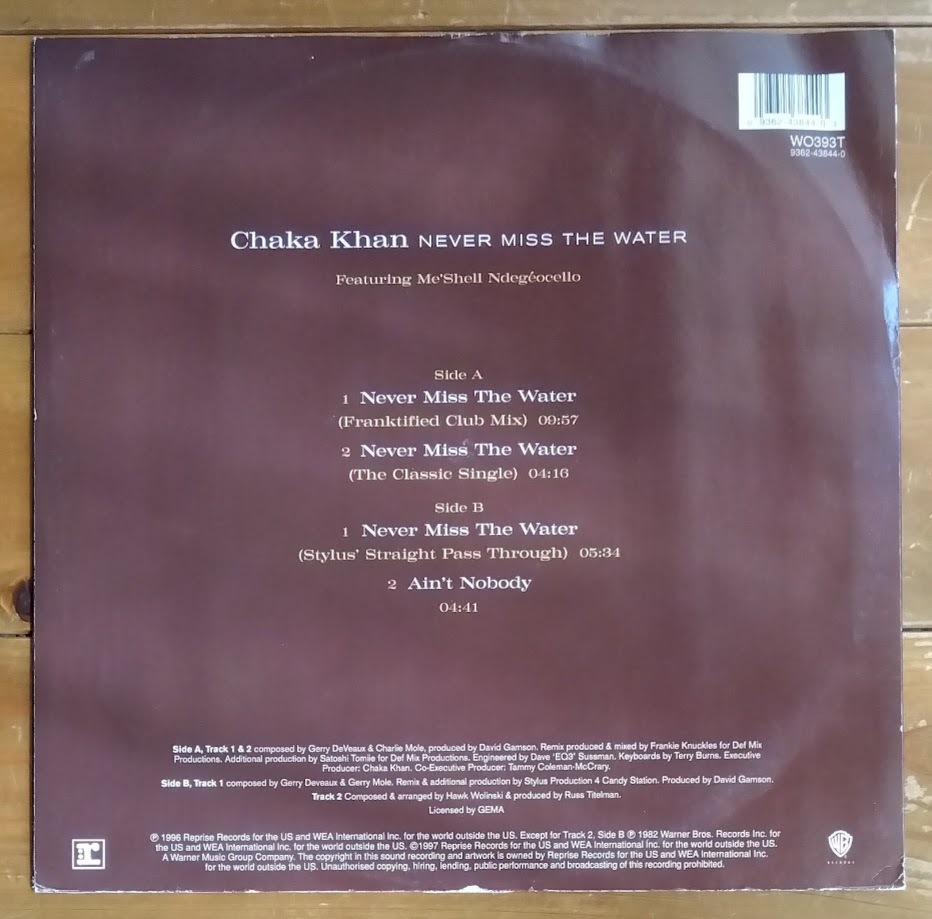 9362-43844-0
WO393T
9362-43844-0
Chaka Khan NEVER MISS THE WATER
Featuring Me'Shell Ndegéocello
Side A
1 Never Miss The Water
(Franktified Club Mix) 09:57
2 Never Miss The Water
(The Classic Single) 04:16
Side B
1 Never Miss The Water
(Stylus' Straight Pass Through) 05:34
2 Ain't Nobody
04:41
Side A, Track 1 & 2 composed by Gerry DeVeaux & Charlie Mole, produced by David Gamson. Remix produced & mixed by Frankie Knuckles for Def Mix
Productions. Additional production by Satoshi Tomiie for Def Mix Productions. Engineered by Dave 'EQ3' Sussman. Keyboards by Terry Burns. Executive
Producer: Chaka Khan. Co-Executive Producer: Tammy Coleman-McCrary.
Side B, Track 1 composed by Gerry Deveaux & Gerry Mole. Remix & additional production by Stylus Production 4 Candy Station. Produced by David Gamson.
Track 2 Composed & arranged by Hawk Wolinski & produced by Russ Titelman.
Licensed by GEMA
℗ 1996 Reprise Records for the US and WEA International Inc. for the world outside the US. Except for Track 2, Side B ℗ 1982 Warner Bros. Records Inc. for
the US and WEA International Inc. for the world outside the US. ©1997 Reprise Records for the US and WEA International Inc. for the world outside the US.
A Warner Music Group Company. The copyright in this sound recording and artwork is owned by Reprise Records for the US and WEA International Inc.
for the world outside the US. Unauthorised copying, hiring, lending, public performance and broadcasting of this recording prohibited.
r
WB
RECORDS